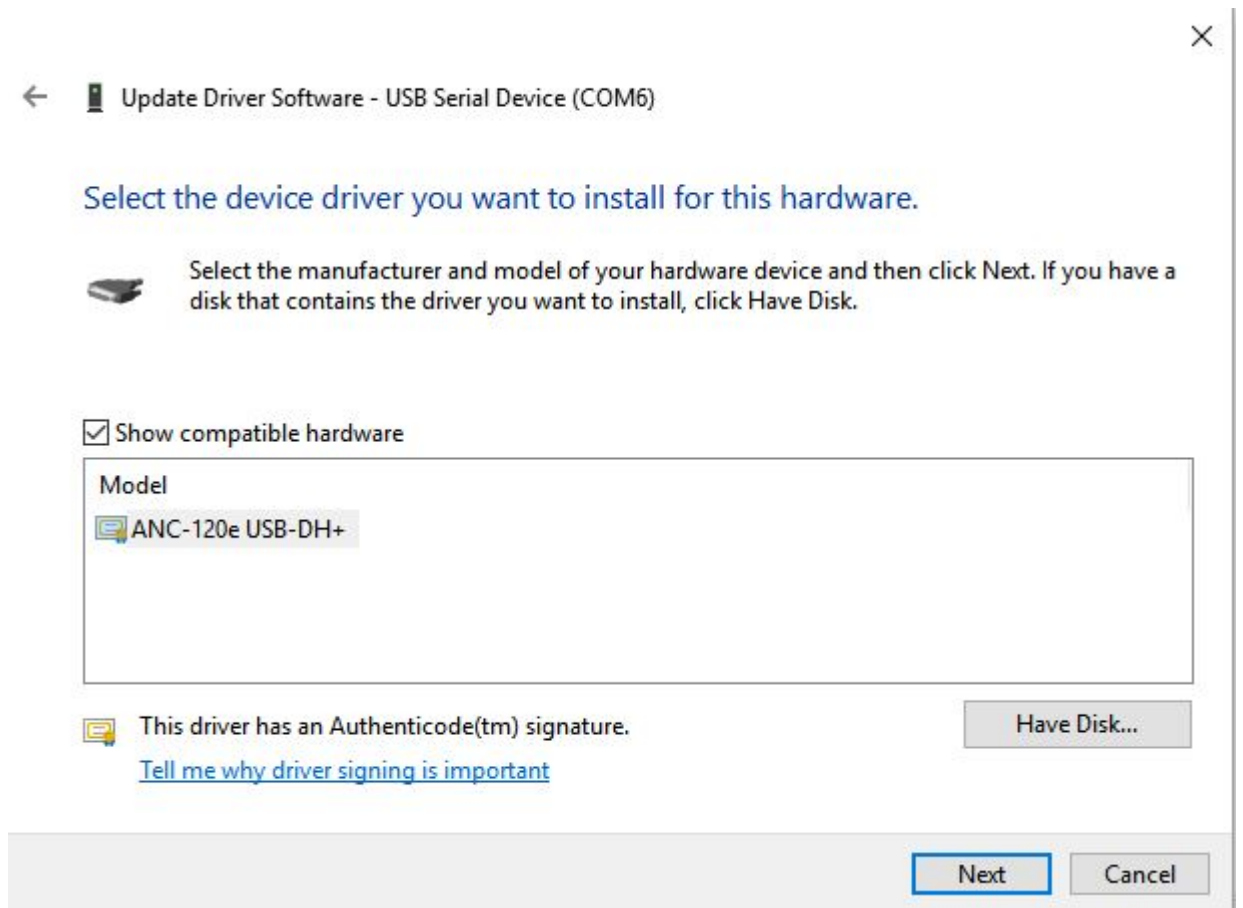 Update Driver Software - USB Serial Device (COM6)
Select the device driver you want to install for this hardware.
Select the manufacturer and model of your hardware device and then click Next. If you have a
disk that contains the driver you want to install, click Have Disk.
Show compatible hardware
Model
ANC-120e USB-DH+
This driver has an Authenticode(tm) signature.
Have Disk...
Tell me why driver signing is important
Next
Cancel